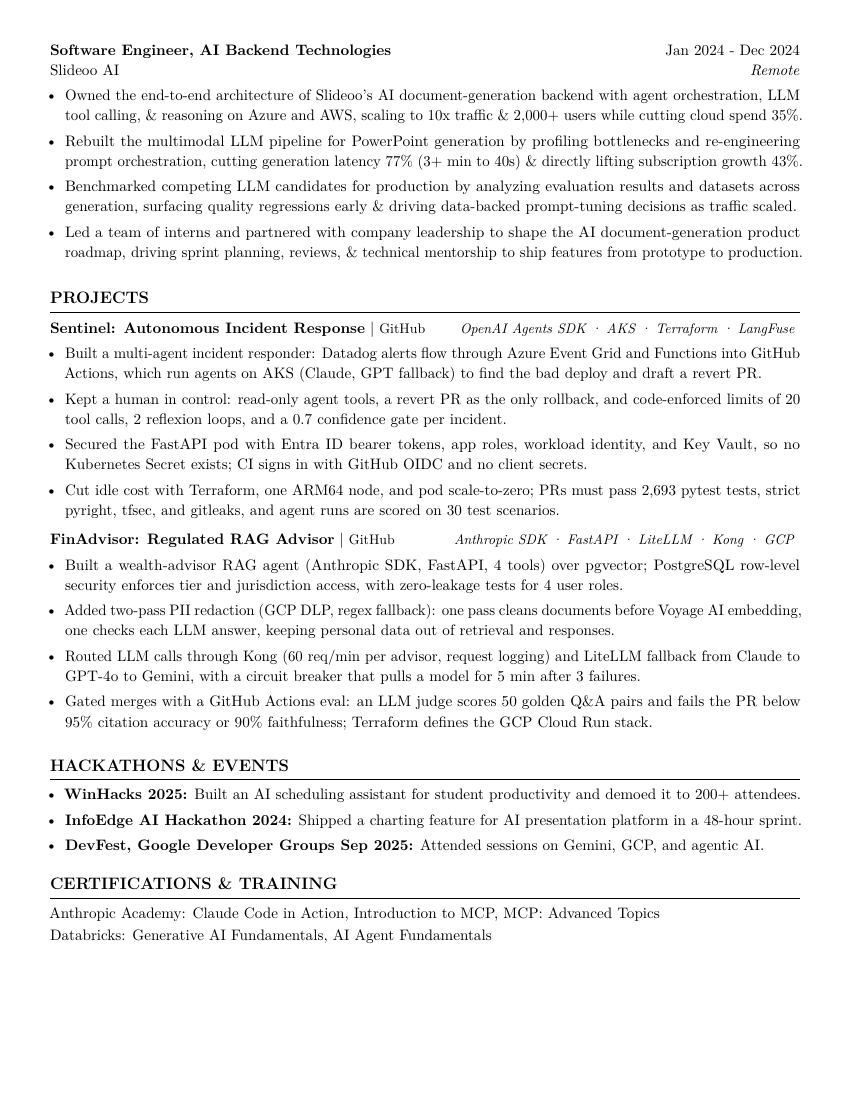 Software Engineer, AI Backend Technologies Jan 2024 - Dec 2024
Slideoo AI Remote
• Owned the end-to-end architecture of Slideoo's AI document-generation backend with agent orchestration, LLM
tool calling, & reasoning on Azure and AWS, scaling to 10x traffic & 2,000+ users while cutting cloud spend 35%.
• Rebuilt the multimodal LLM pipeline for PowerPoint generation by profiling bottlenecks and re-engineering
prompt orchestration, cutting generation latency 77% (3+ min to 40s) & directly lifting subscription growth 43%.
• Benchmarked competing LLM candidates for production by analyzing evaluation results and datasets across
generation, surfacing quality regressions early & driving data-backed prompt-tuning decisions as traffic scaled.
• Led a team of interns and partnered with company leadership to shape the AI document-generation product
roadmap, driving sprint planning, reviews, & technical mentorship to ship features from prototype to production.
PROJECTS
Sentinel: Autonomous Incident Response | GitHub OpenAI Agents SDK · AKS · Terraform · LangFuse
• Built a multi-agent incident responder: Datadog alerts flow through Azure Event Grid and Functions into GitHub
Actions, which run agents on AKS (Claude, GPT fallback) to find the bad deploy and draft a revert PR.
• Kept a human in control: read-only agent tools, a revert PR as the only rollback, and code-enforced limits of 20
tool calls, 2 reflexion loops, and a 0.7 confidence gate per incident.
• Secured the FastAPI pod with Entra ID bearer tokens, app roles, workload identity, and Key Vault, so no
Kubernetes Secret exists; CI signs in with GitHub OIDC and no client secrets.
• Cut idle cost with Terraform, one ARM64 node, and pod scale-to-zero; PRs must pass 2,693 pytest tests, strict
pyright, tfsec, and gitleaks, and agent runs are scored on 30 test scenarios.
FinAdvisor: Regulated RAG Advisor | GitHub Anthropic SDK · FastAPI · LiteLLM · Kong · GCP
• Built a wealth-advisor RAG agent (Anthropic SDK, FastAPI, 4 tools) over pgvector; PostgreSQL row-level
security enforces tier and jurisdiction access, with zero-leakage tests for 4 user roles.
• Added two-pass PII redaction (GCP DLP, regex fallback): one pass cleans documents before Voyage AI embedding,
one checks each LLM answer, keeping personal data out of retrieval and responses.
• Routed LLM calls through Kong (60 req/min per advisor, request logging) and LiteLLM fallback from Claude to
GPT-4o to Gemini, with a circuit breaker that pulls a model for 5 min after 3 failures.
• Gated merges with a GitHub Actions eval: an LLM judge scores 50 golden Q&A pairs and fails the PR below
95% citation accuracy or 90% faithfulness; Terraform defines the GCP Cloud Run stack.
HACKATHONS & EVENTS
• WinHacks 2025: Built an AI scheduling assistant for student productivity and demoed it to 200+ attendees.
• InfoEdge AI Hackathon 2024: Shipped a charting feature for AI presentation platform in a 48-hour sprint.
• DevFest, Google Developer Groups Sep 2025: Attended sessions on Gemini, GCP, and agentic AI.
CERTIFICATIONS & TRAINING
Anthropic Academy: Claude Code in Action, Introduction to MCP, MCP: Advanced Topics
Databricks: Generative AI Fundamentals, AI Agent Fundamentals